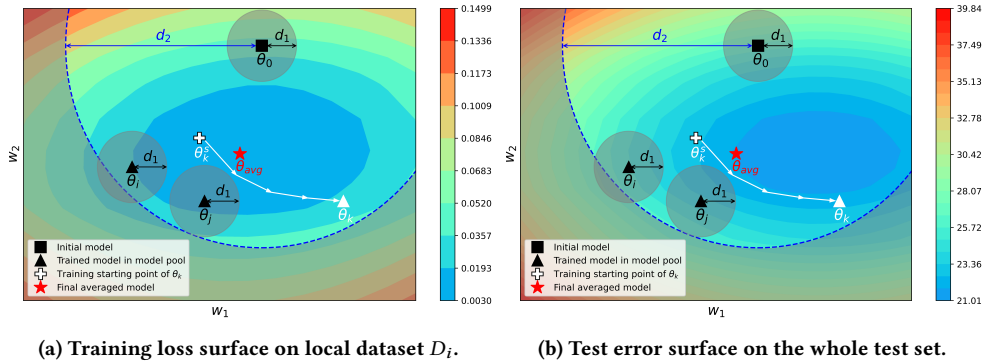 d₂
d₁
θ₀
θₖˢ
θ_avg
d₁
θᵢ
d₁
θⱼ
θₖ
w₂
w₁
Initial model
Trained model in model pool
Training starting point of θₖ
Final averaged model
0.1499
0.1336
0.1173
0.1009
0.0846
0.0683
0.0520
0.0357
0.0193
0.0030
(a) Training loss surface on local dataset Dᵢ.
d₂
d₁
θ₀
θₖˢ
θ_avg
d₁
θᵢ
d₁
θⱼ
θₖ
w₂
w₁
Initial model
Trained model in model pool
Training starting point of θₖ
Final averaged model
39.84
37.49
35.13
32.78
30.42
28.07
25.72
23.36
21.01
(b) Test error surface on the whole test set.